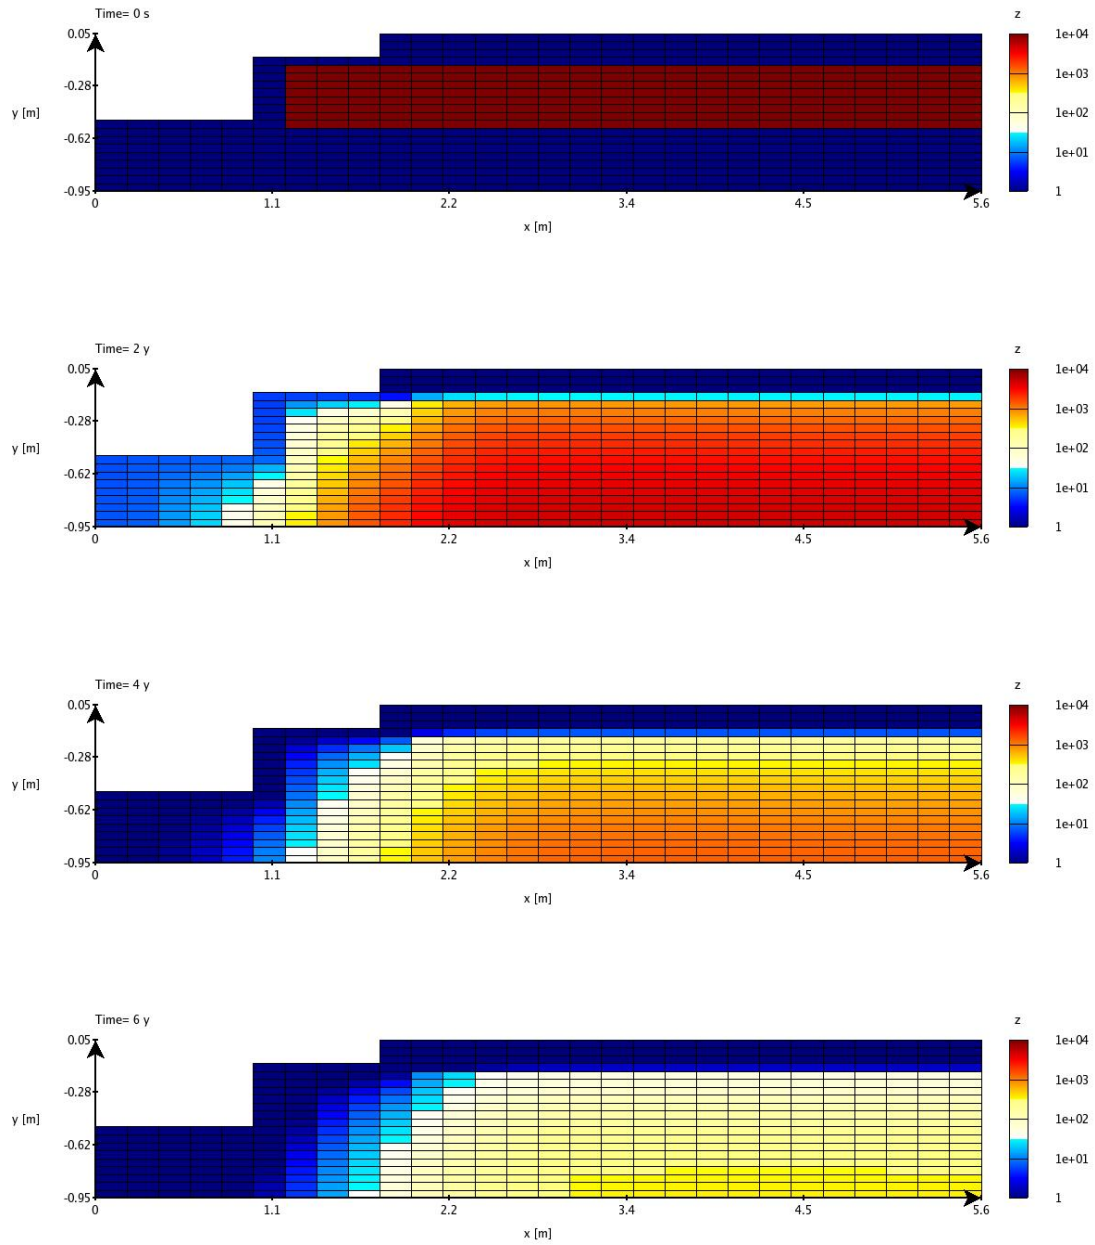 Time= 0 s
z
0.05
1e+04
1e+03
-0.28
y [m]
1e+02
-0.62
1e+01
-0.95
1
0 1.1 2.2 3.4 4.5 5.6
x [m]
Time= 2 y
z
0.05
1e+04
1e+03
-0.28
y [m]
1e+02
-0.62
1e+01
-0.95
1
0 1.1 2.2 3.4 4.5 5.6
x [m]
Time= 4 y
z
0.05
1e+04
1e+03
-0.28
y [m]
1e+02
-0.62
1e+01
-0.95
1
0 1.1 2.2 3.4 4.5 5.6
x [m]
Time= 6 y
z
0.05
1e+04
1e+03
-0.28
y [m]
1e+02
-0.62
1e+01
-0.95
1
0 1.1 2.2 3.4 4.5 5.6
x [m]